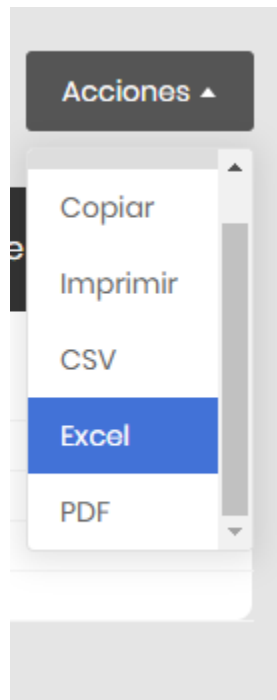 Acciones
e
Copiar
Imprimir
CSV
Excel
PDF